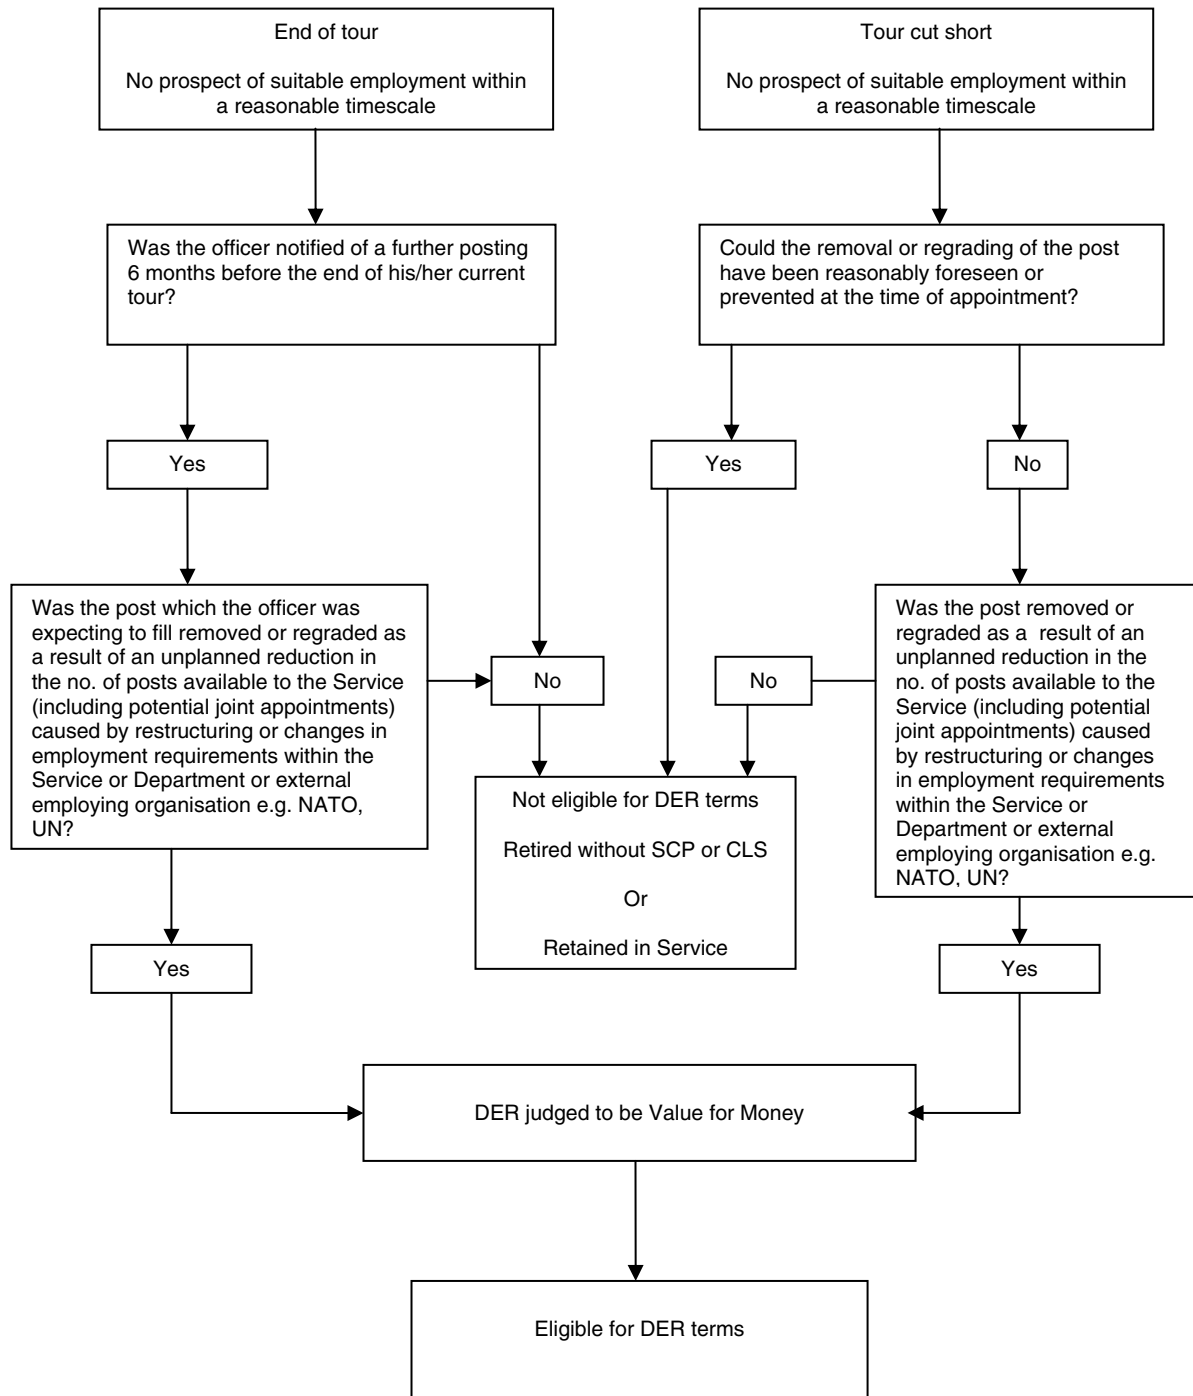 End of tour
No prospect of suitable employment within
a reasonable timescale
Tour cut short
No prospect of suitable employment within
a reasonable timescale
Was the officer notified of a further posting
6 months before the end of his/her current
tour?
Could the removal or regrading of the post
have been reasonably foreseen or
prevented at the time of appointment?
Yes
Yes
No
Was the post which the officer was
expecting to fill removed or regraded as
a result of an unplanned reduction in
the no. of posts available to the Service
(including potential joint appointments)
caused by restructuring or changes in
employment requirements within the
Service or Department or external
employing organisation e.g. NATO,
UN?
No
No
Was the post removed or
regraded as a result of an
unplanned reduction in the
no. of posts available to the
Service (including potential
joint appointments) caused
by restructuring or changes
in employment requirements
within the Service or
Department or external
employing organisation e.g.
NATO, UN?
Not eligible for DER terms
Retired without SCP or CLS
Or
Retained in Service
Yes
Yes
DER judged to be Value for Money
Eligible for DER terms